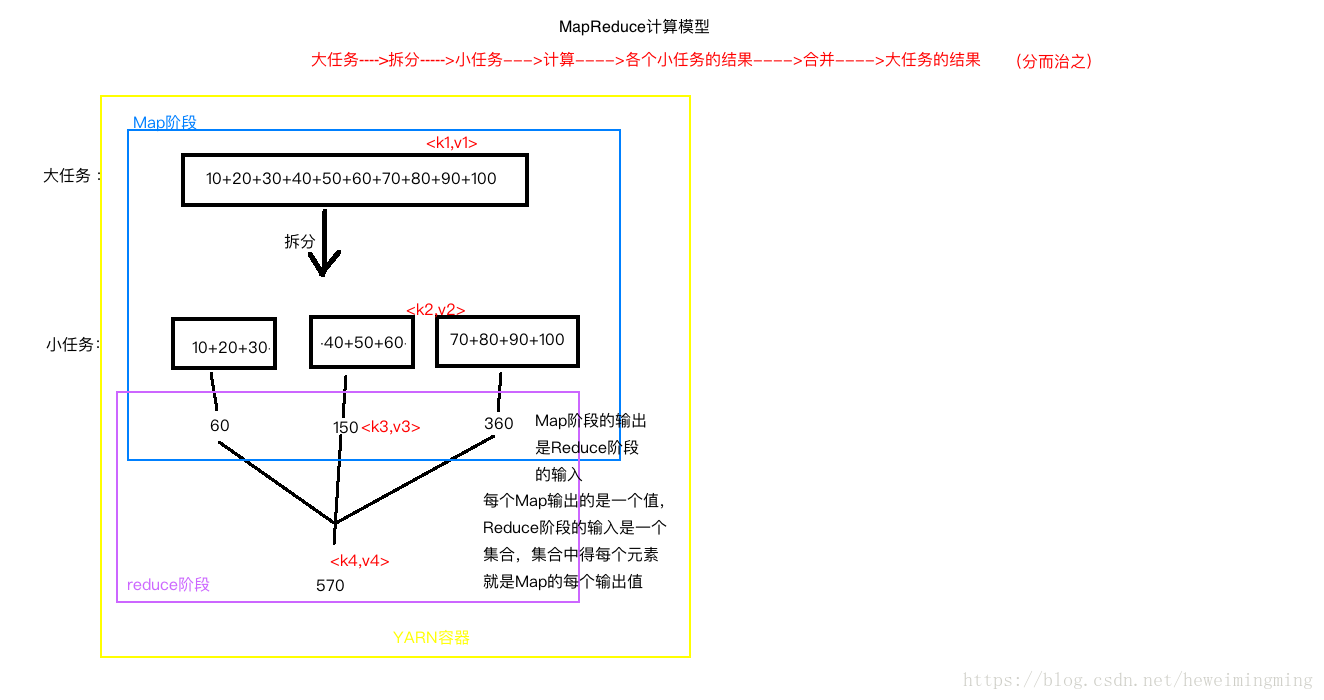 MapReduce计算模型
大任务---->拆分----->小任务--->计算---->各个小任务的结果---->合并---->大任务的结果 (分而治之)
Map阶段
<k1,v1>
大任务：
10+20+30+40+50+60+70+80+90+100
拆分
<k2,v2>
小任务：
10+20+30·
·40+50+60·
70+80+90+100
60
150
<k3,v3>
360
Map阶段的输出
是Reduce阶段
的输入
每个Map输出的是一个值，
Reduce阶段的输入是一个
集合，集合中得每个元素
就是Map的每个输出值
<k4,v4>
reduce阶段
570
YARN容器
https://blog.csdn.net/heweimingming